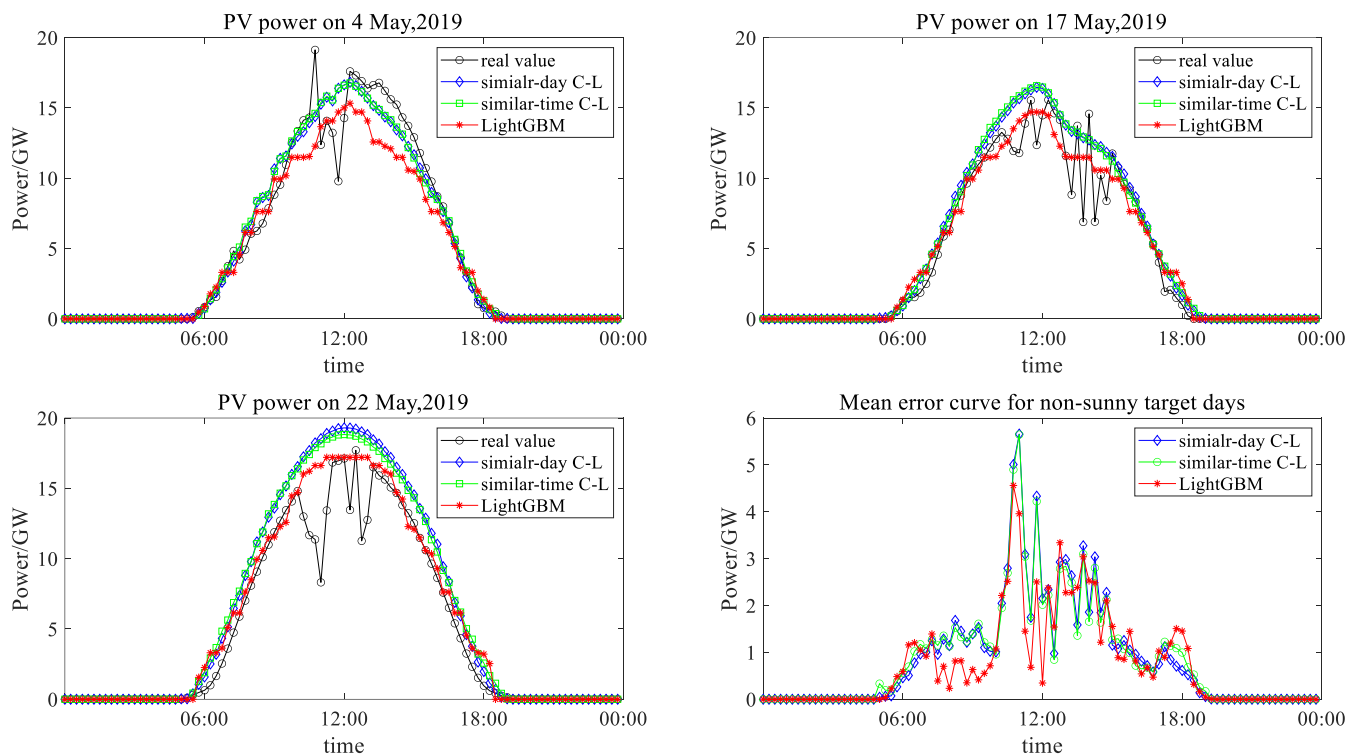 PV power on 4 May,2019
20
15
10
5
0
Power/GW
real value
simialr-day C-L
similar-time C-L
LightGBM
06:00 12:00 18:00 00:00
time
PV power on 17 May,2019
20
15
10
5
0
Power/GW
real value
simialr-day C-L
similar-time C-L
LightGBM
06:00 12:00 18:00 00:00
time
PV power on 22 May,2019
20
15
10
5
0
Power/GW
real value
simialr-day C-L
similar-time C-L
LightGBM
06:00 12:00 18:00 00:00
time
Mean error curve for non-sunny target days
6
5
4
3
2
1
0
Power/GW
simialr-day C-L
similar-time C-L
LightGBM
06:00 12:00 18:00 00:00
time